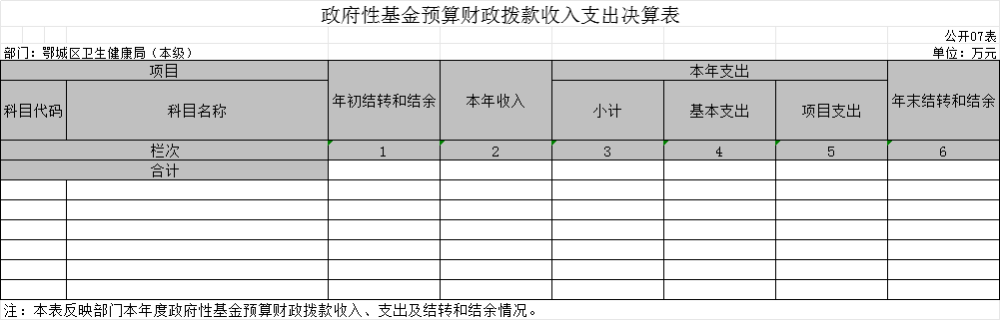 政府性基金预算财政拨款收入支出决算表
公开07表
部门：鄂城区卫生健康局（本级） 单位：万元
项目 年初结转和结余 本年收入 本年支出 年末结转和结余
科目代码 科目名称 小计 基本支出 项目支出
栏次 1 2 3 4 5 6
合计
注：本表反映部门本年度政府性基金预算财政拨款收入、支出及结转和结余情况。